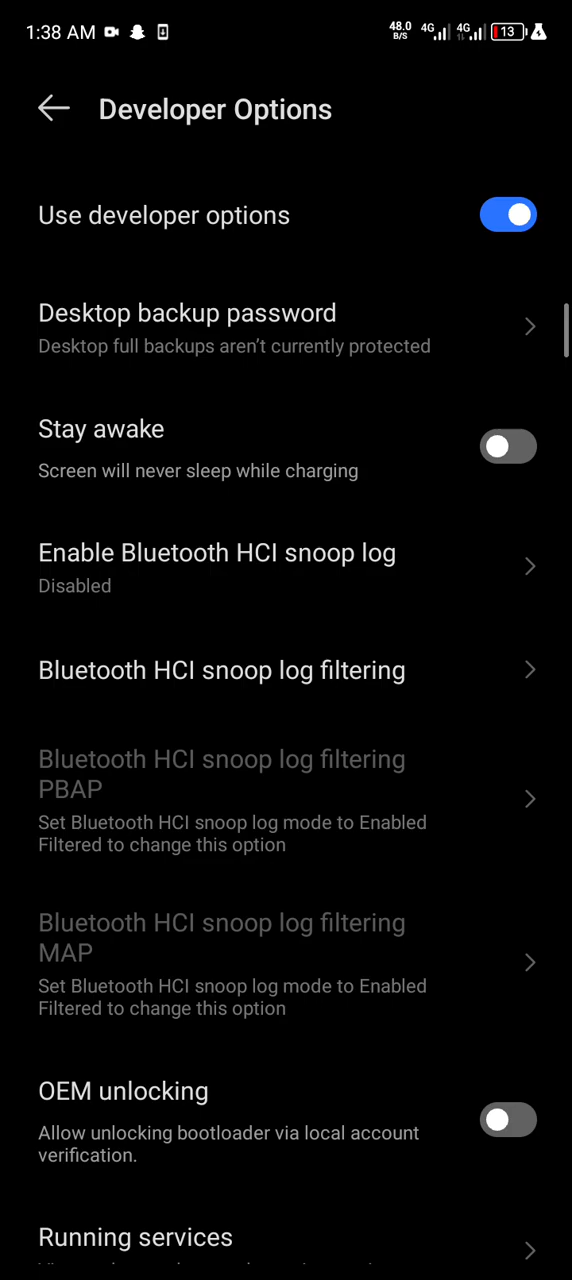 1:38 AM 48.0 B/S 4G 4G 13
Developer Options
Use developer options
Desktop backup password
Desktop full backups aren’t currently protected
Stay awake
Screen will never sleep while charging
Enable Bluetooth HCI snoop log
Disabled
Bluetooth HCI snoop log filtering
Bluetooth HCI snoop log filtering
PBAP
Set Bluetooth HCI snoop log mode to Enabled
Filtered to change this option
Bluetooth HCI snoop log filtering
MAP
Set Bluetooth HCI snoop log mode to Enabled
Filtered to change this option
OEM unlocking
Allow unlocking bootloader via local account
verification.
Running services